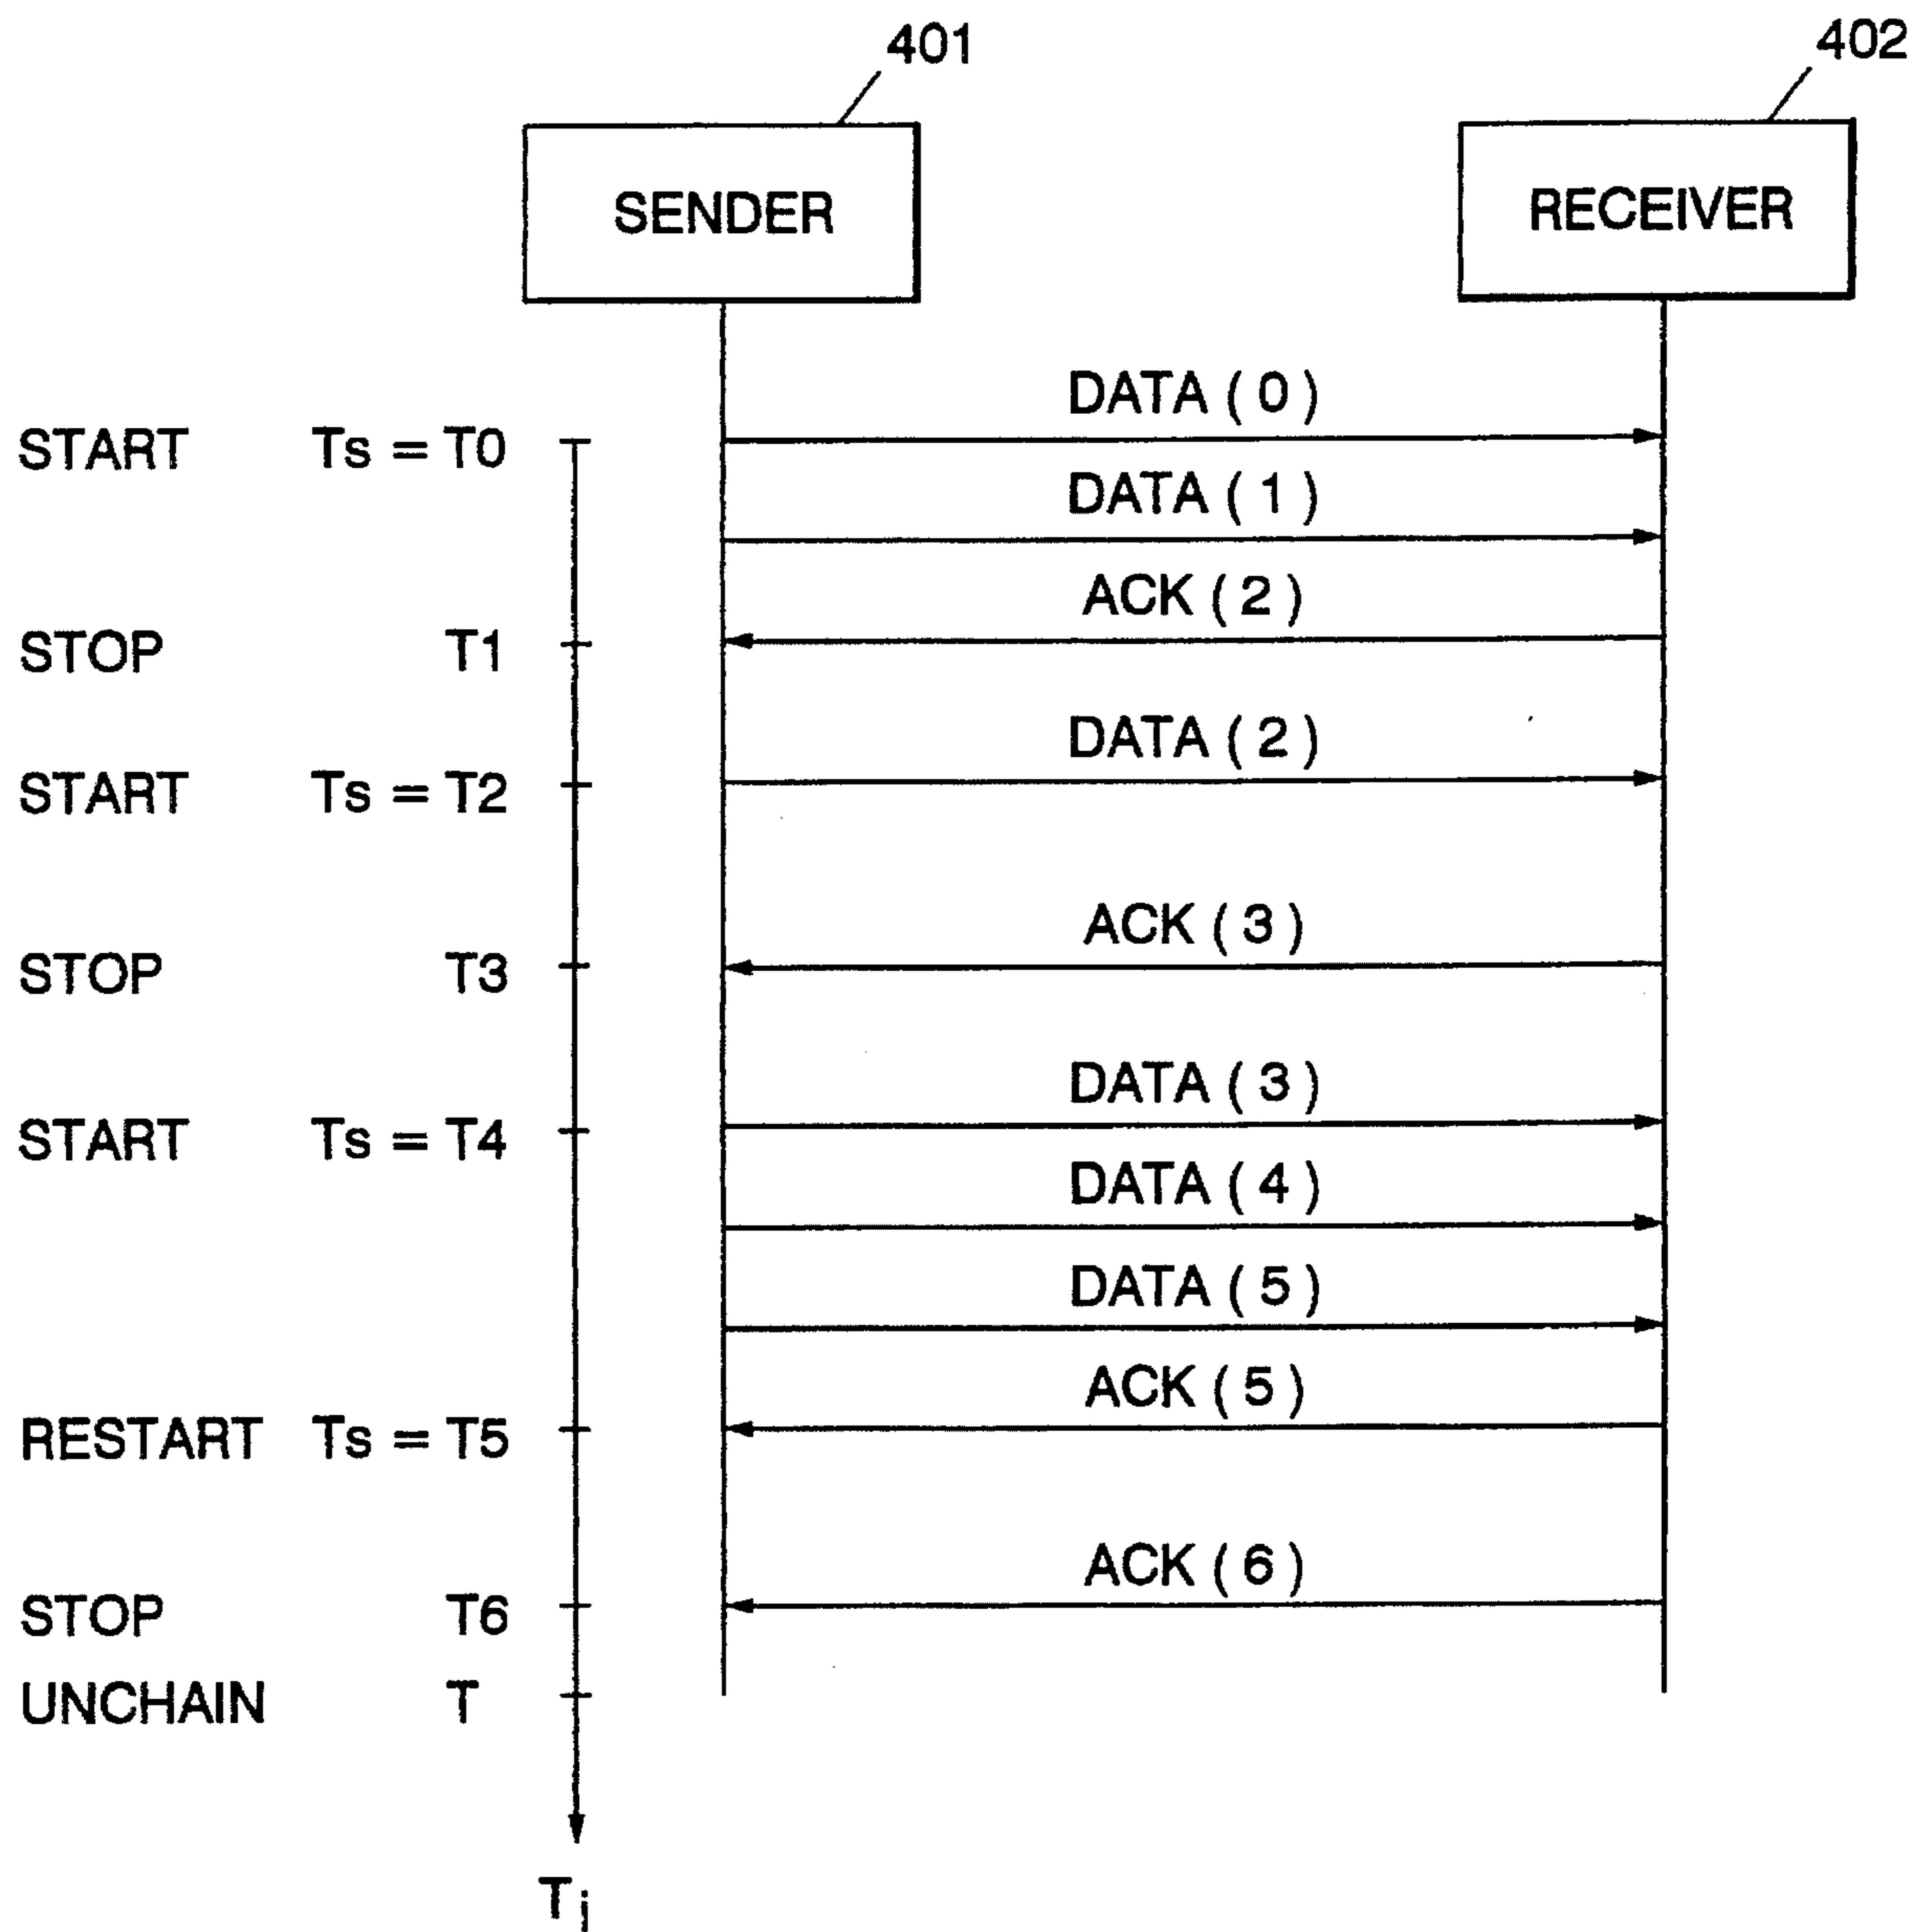 401
402
SENDER
RECEIVER
DATA ( 0 )
START Ts = T0
DATA ( 1 )
ACK ( 2 )
STOP T1
DATA ( 2 )
START Ts = T2
ACK ( 3 )
STOP T3
DATA ( 3 )
START Ts = T4
DATA ( 4 )
DATA ( 5 )
ACK ( 5 )
RESTART Ts = T5
ACK ( 6 )
STOP T6
UNCHAIN T
Ti